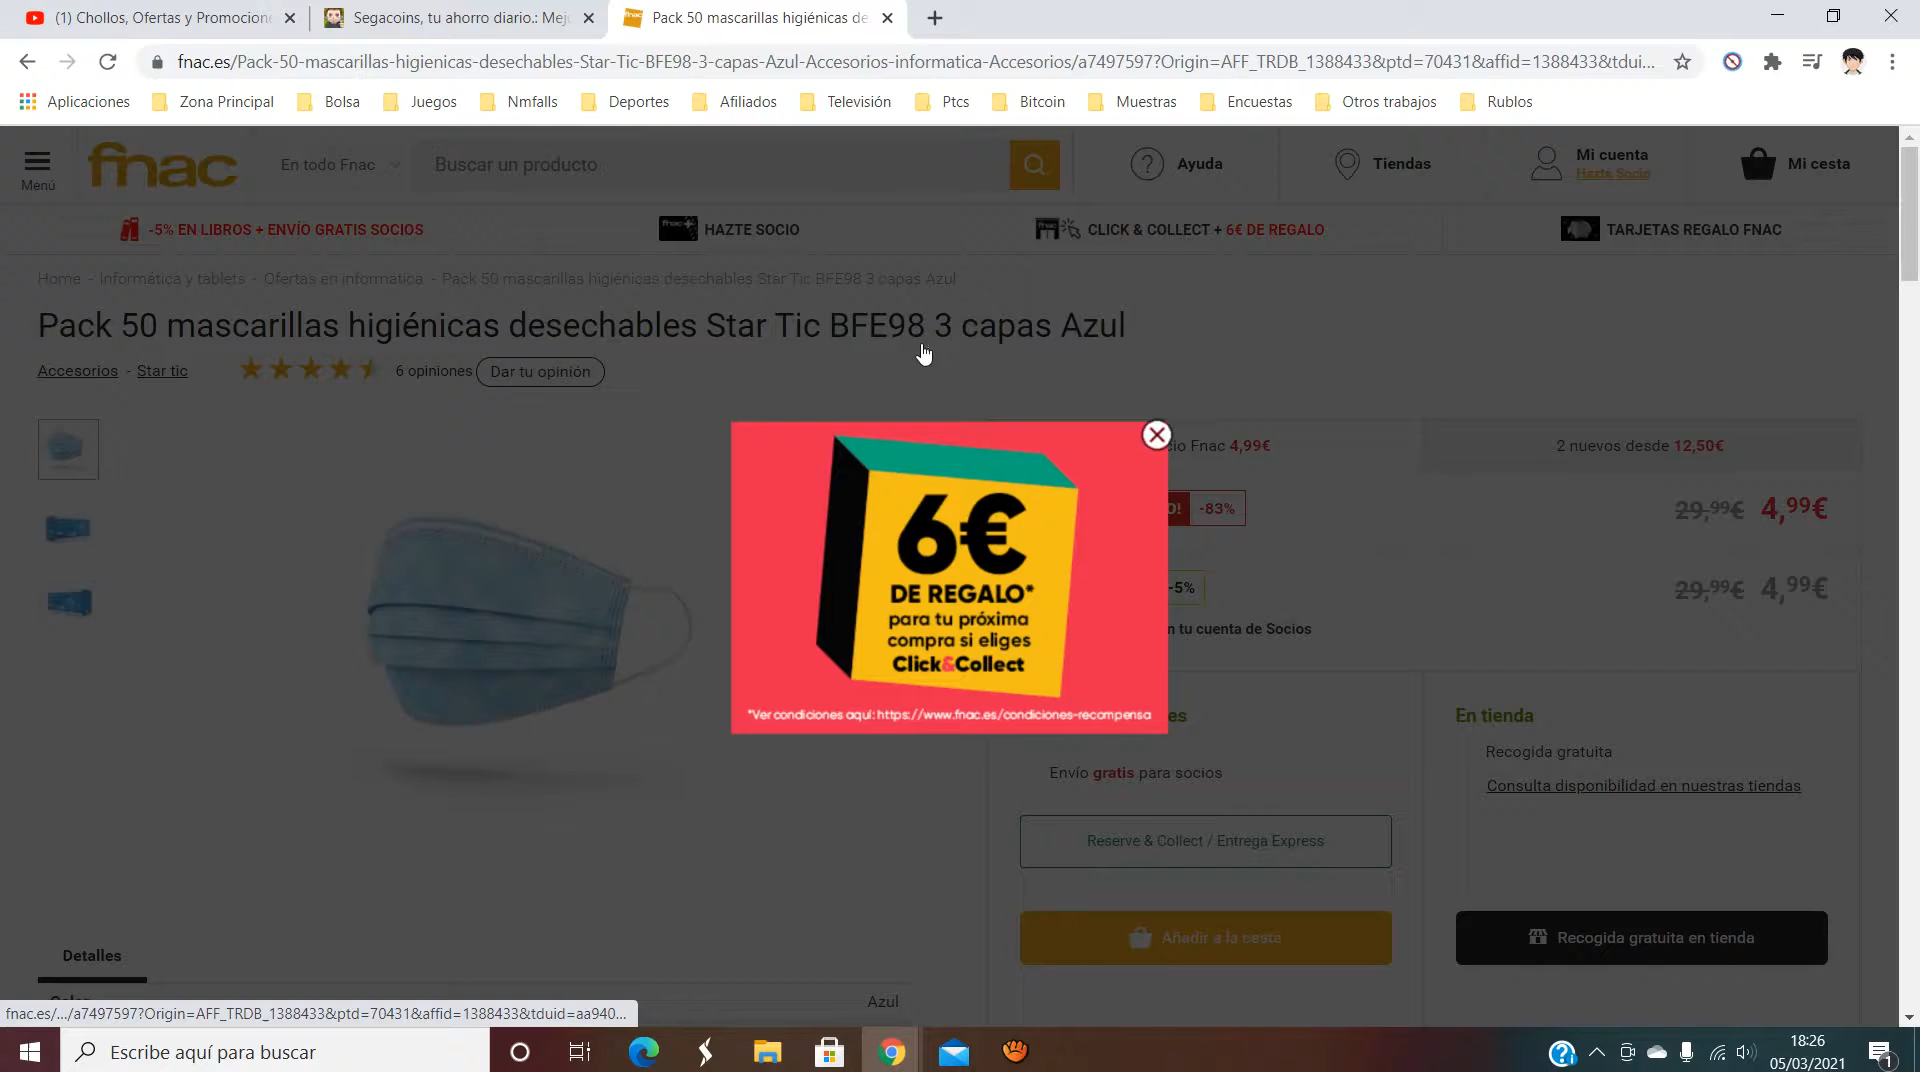 (1) Chollos, Ofertas y Promocione
Segacoins, tu ahorro diario.: Mej
Pack 50 mascarillas higiénicas de
fnac.es/Pack-50-mascarillas-higienicas-desechables-Star-Tic-BFE98-3-capas-Azul-Accesorios-informatica-Accesorios/a7497597?Origin=AFF_TRDB_1388433&ptd=70431&affid=1388433&tdui...
Aplicaciones Zona Principal Bolsa Juegos Nmfalls Deportes Afiliados Televisión Ptcs Bitcoin Muestras Encuestas Otros trabajos Rublos
Menú
fnac
En todo Fnac
Buscar un producto
Ayuda
Tiendas
Mi cuenta
Hazte Socio
Mi cesta
-5% EN LIBROS + ENVÍO GRATIS SOCIOS
HAZTE SOCIO
CLICK & COLLECT + 6€ DE REGALO
TARJETAS REGALO FNAC
Home - Informática y tablets - Ofertas en informatica - Pack 50 mascarillas higiénicas desechables Star Tic BFE98 3 capas Azul
Pack 50 mascarillas higiénicas desechables Star Tic BFE98 3 capas Azul
Accesorios - Star tic
6 opiniones
Dar tu opinión
cio Fnac 4,99€
2 nuevos desde 12,50€
O! -83%
29,99€ 4,99€
-5%
29,99€ 4,99€
n tu cuenta de Socios
6€
DE REGALO*
para tu próxima
compra si eliges
Click&Collect
*Ver condiciones aquí: https://www.fnac.es/condiciones-recompensa
es
Envío gratis para socios
Reserve & Collect / Entrega Express
Añadir a la cesta
En tienda
Recogida gratuita
Consulta disponibilidad en nuestras tiendas
Recogida gratuita en tienda
Detalles
Color
Azul
fnac.es/.../a7497597?Origin=AFF_TRDB_1388433&ptd=70431&affid=1388433&tduid=aa940...
Escribe aquí para buscar
18:26
05/03/2021
1